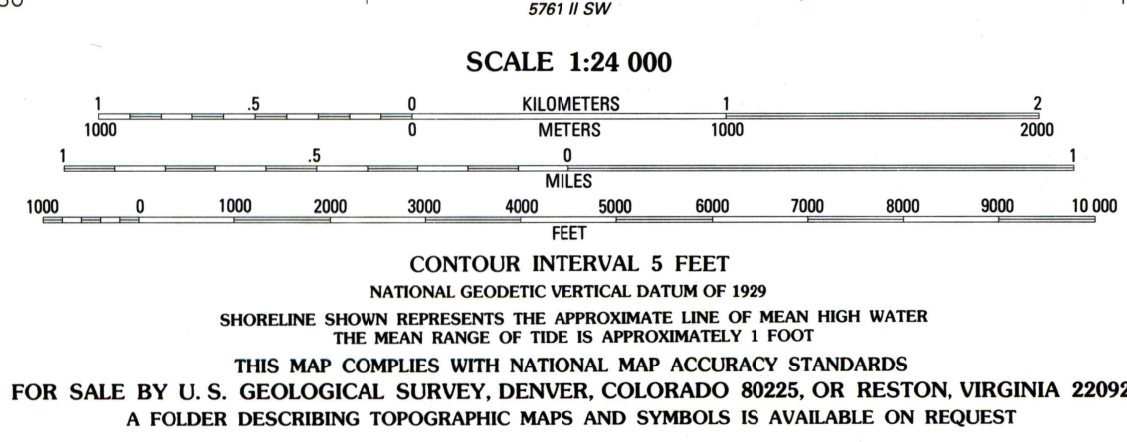 5761 II SW
SCALE 1:24 000
1 .5 0 KILOMETERS 1 2
1000 0 METERS 1000 2000
1 .5 0 1
MILES
1000 0 1000 2000 3000 4000 5000 6000 7000 8000 9000 10 000
FEET
CONTOUR INTERVAL 5 FEET
NATIONAL GEODETIC VERTICAL DATUM OF 1929
SHORELINE SHOWN REPRESENTS THE APPROXIMATE LINE OF MEAN HIGH WATER
THE MEAN RANGE OF TIDE IS APPROXIMATELY 1 FOOT
THIS MAP COMPLIES WITH NATIONAL MAP ACCURACY STANDARDS
FOR SALE BY U. S. GEOLOGICAL SURVEY, DENVER, COLORADO 80225, OR RESTON, VIRGINIA 22092
A FOLDER DESCRIBING TOPOGRAPHIC MAPS AND SYMBOLS IS AVAILABLE ON REQUEST